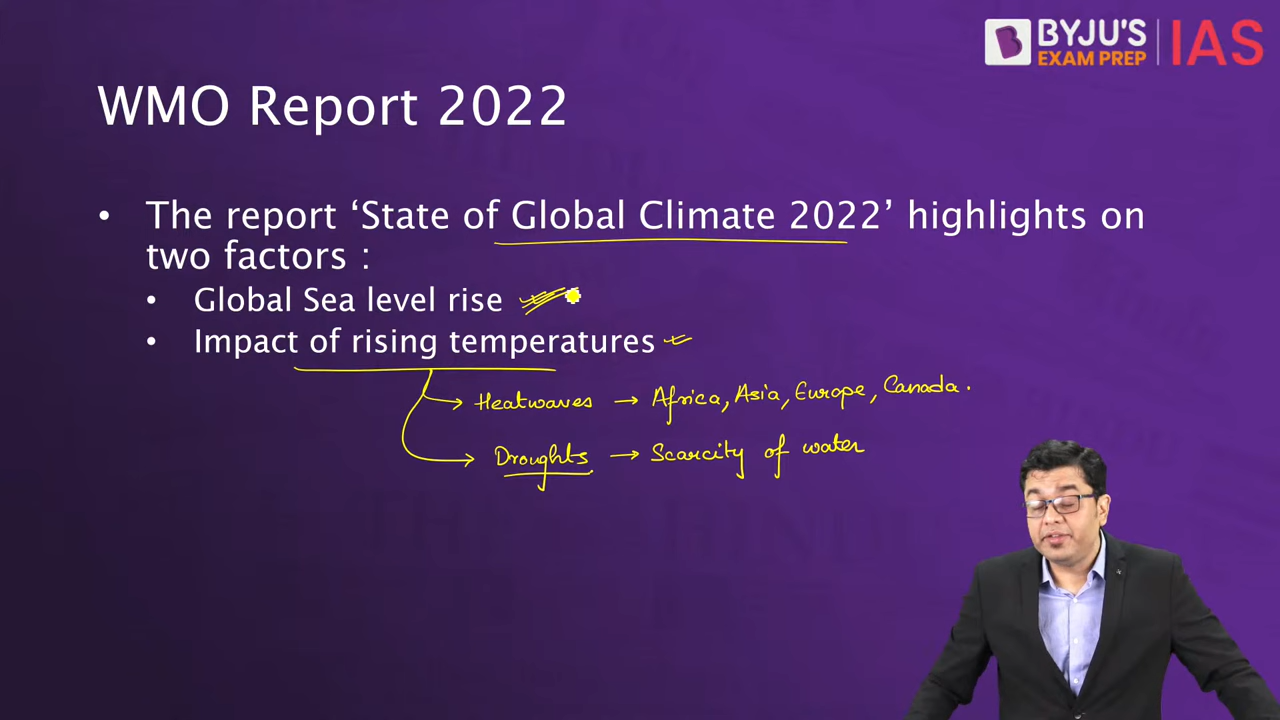 BYJU'S
EXAM PREP
IAS
WMO Report 2022
• The report ‘State of Global Climate 2022’ highlights on
two factors :
• Global Sea level rise
• Impact of rising temperatures
Heatwaves → Africa, Asia, Europe, Canada.
Droughts → Scarcity of water